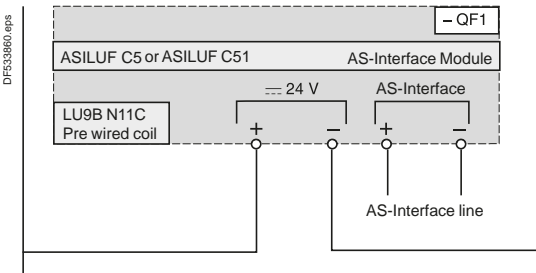 DF533860.eps
– QF1
ASILUF C5 or ASILUF C51 AS-Interface Module
24 V AS-Interface
LU9B N11C
Pre wired coil
+ – + –
AS-Interface line